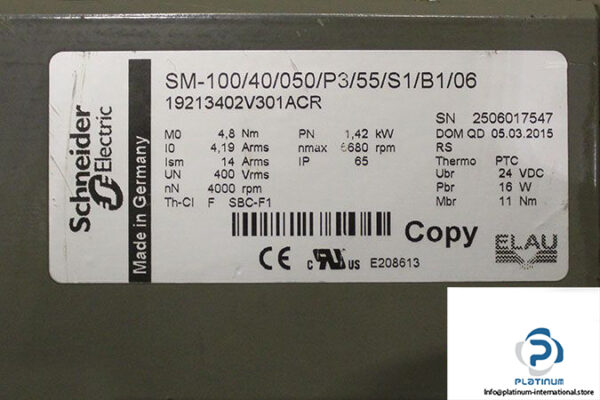 Schneider
Electric
Made in Germany
SM-100/40/050/P3/55/S1/B1/06
19213402V301ACR
SN 2506017547
DOM QD 05.03.2015
M0 4,8 Nm PN 1,42 kW RS
I0 4,19 Arms nmax 6680 rpm Thermo PTC
Ism 14 Arms IP 65 Ubr 24 VDC
UN 400 Vrms Pbr 16 W
nN 4000 rpm Mbr 11 Nm
Th-Cl F SBC-F1
Copy
ELAU
CE c UL us E208613
PLATINUM
Info@platinum-international.store